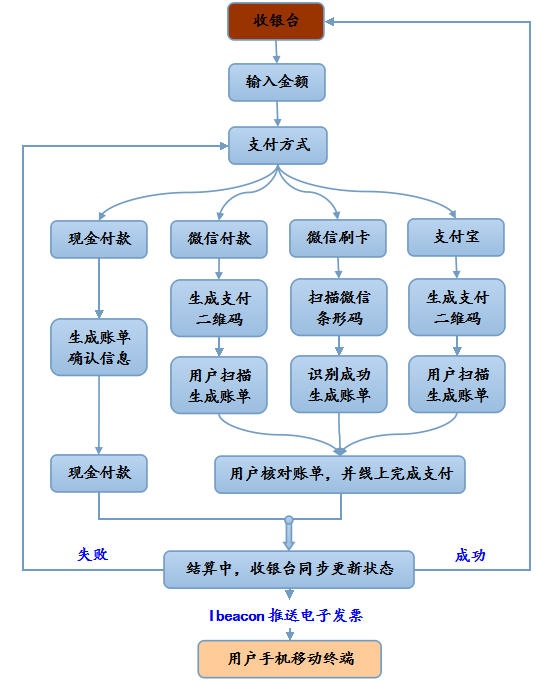 收银台
输入金额
支付方式
现金付款
微信付款
微信刷卡
支付宝
生成账单
确认信息
生成支付
二维码
扫描微信
条形码
生成支付
二维码
用户扫描
生成账单
识别成功
生成账单
用户扫描
生成账单
现金付款
用户核对账单，并线上完成支付
失败
成功
结算中，收银台同步更新状态
Ibeacon 推送电子发票
用户手机移动终端